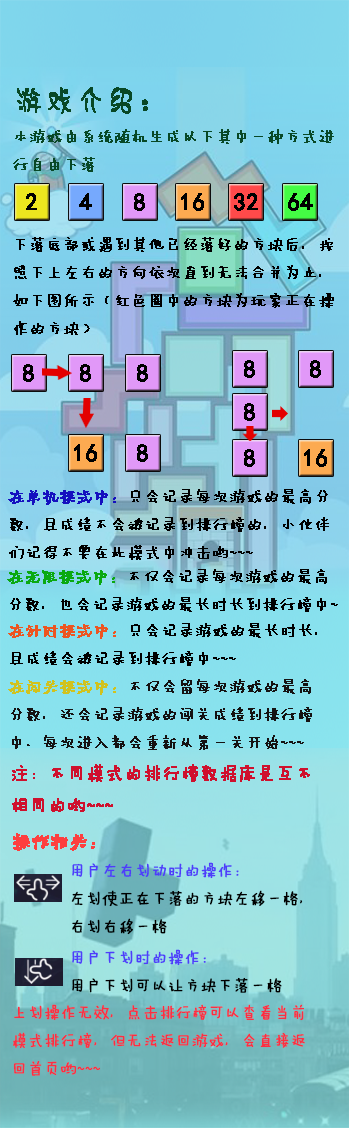 游戏介绍：
本游戏由系统随机生成以下其中一种方式进
行自由下落
2 4 8 16 32 64
下落底部或遇到其他已经落好的方块后，按
照下上左右的方向依次直到无法合并为止，
如下图所示（红色圈中的方块为玩家正在操
作的方块）
8 8 8 8 8
8
16 8 8 16
在单机模式中：只会记录每次游戏的最高分
数，且成绩不会被记录到排行榜的，小伙伴
们记得不要在此模式中冲击哟~~~
在无限模式中：不仅会记录每次游戏的最高
分数，也会记录游戏的最长时长到排行榜中~
在计时模式中：只会记录游戏的最长时长，
且成绩会被记录到排行榜中~~~
在闯关模式中：不仅会留每次游戏的最高
分数，还会记录游戏的闯关成绩到排行榜
中，每次进入都会重新从第一关开始~~~
注：不同模式的排行榜数据库是互不
相同的哟~~~
操作相关：
用户左右划动时的操作：
左划使正在下落的方块左移一格，
右划右移一格
用户下划时的操作：
用户下划可以让方块下落一格
上划操作无效，点击排行榜可以查看当前
模式排行榜，但无法返回游戏，会直接返
回首页哟~~~